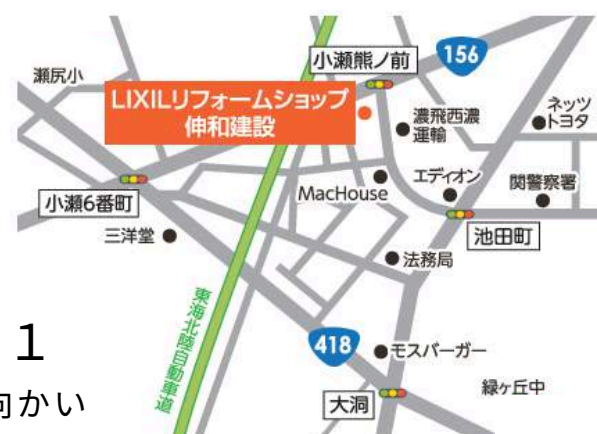 小瀬熊ノ前
156
瀬尻小
LIXILリフォームショップ
伸和建設
濃飛西濃
運輸
ネッツ
トヨタ
MacHouse
エディオン
関警察署
小瀬6番町
三洋堂
池田町
法務局
東海北陸自動車道
418
1
モスバーガー
向かい
大洞
緑ヶ丘中